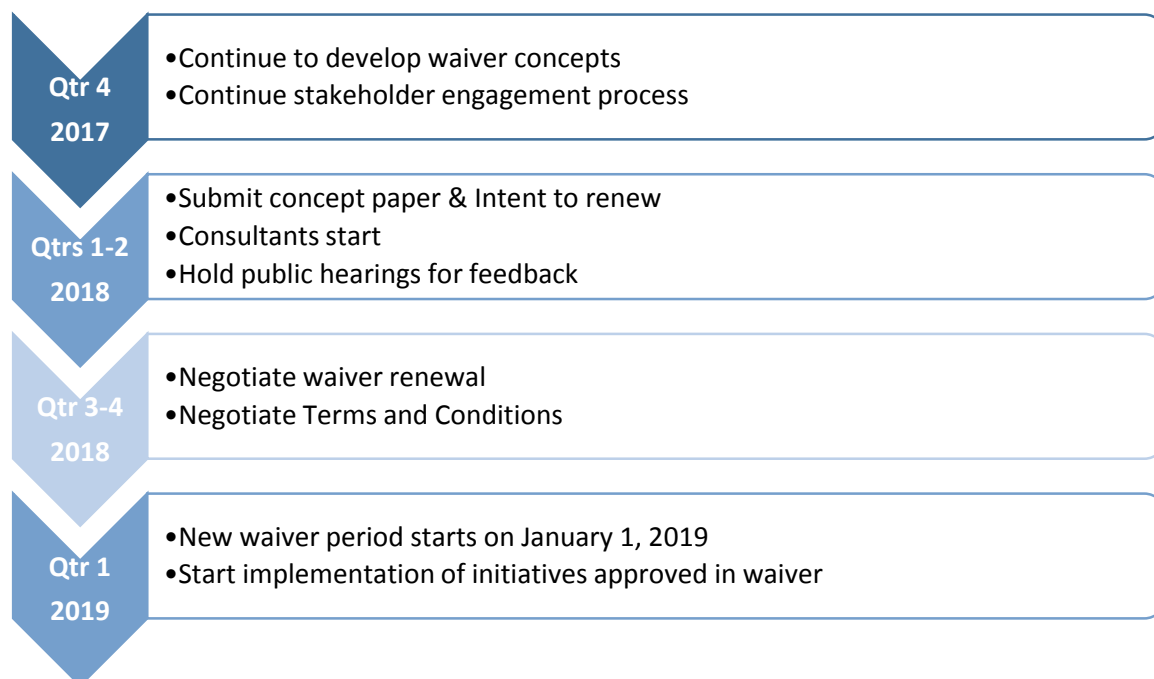 Qtr 4
2017
•Continue to develop waiver concepts
•Continue stakeholder engagement process
Qtrs 1-2
2018
•Submit concept paper & Intent to renew
•Consultants start
•Hold public hearings for feedback
Qtr 3-4
2018
•Negotiate waiver renewal
•Negotiate Terms and Conditions
Qtr 1
2019
•New waiver period starts on January 1, 2019
•Start implementation of initiatives approved in waiver